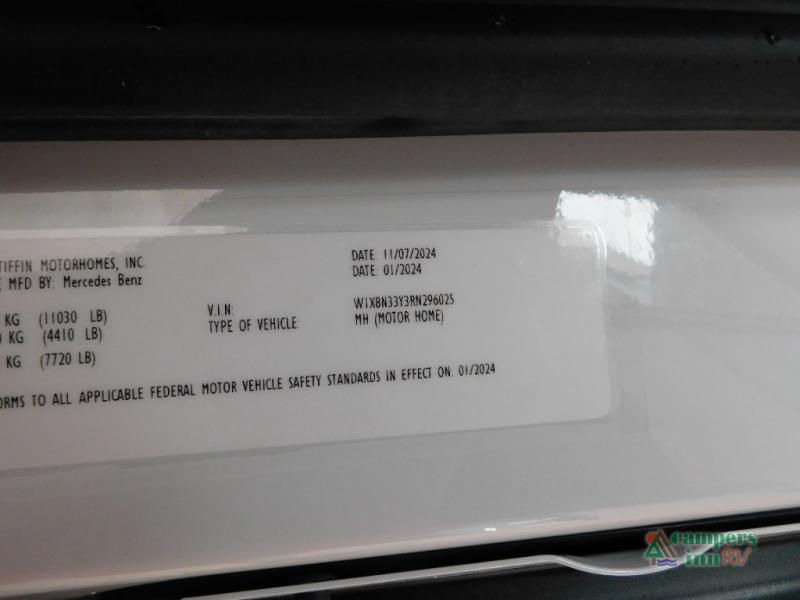 TIFFIN MOTORHOMES, INC.
DATE: 11/07/2024
MFD BY: Mercedes Benz
DATE: 01/2024
KG (11030 LB)
V.I.N:
W1X8N33Y3RN296025
KG (4410 LB)
TYPE OF VEHICLE:
MH (MOTOR HOME)
KG (7720 LB)
ORMS TO ALL APPLICABLE FEDERAL MOTOR VEHICLE SAFETY STANDARDS IN EFFECT ON: 01/2024
campers
inn RV